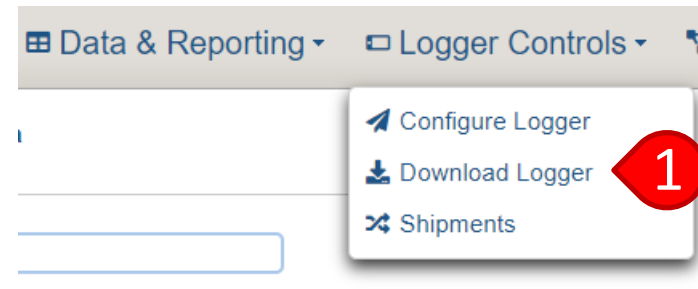 Data & Reporting Logger Controls
Configure Logger
Download Logger 1
Shipments